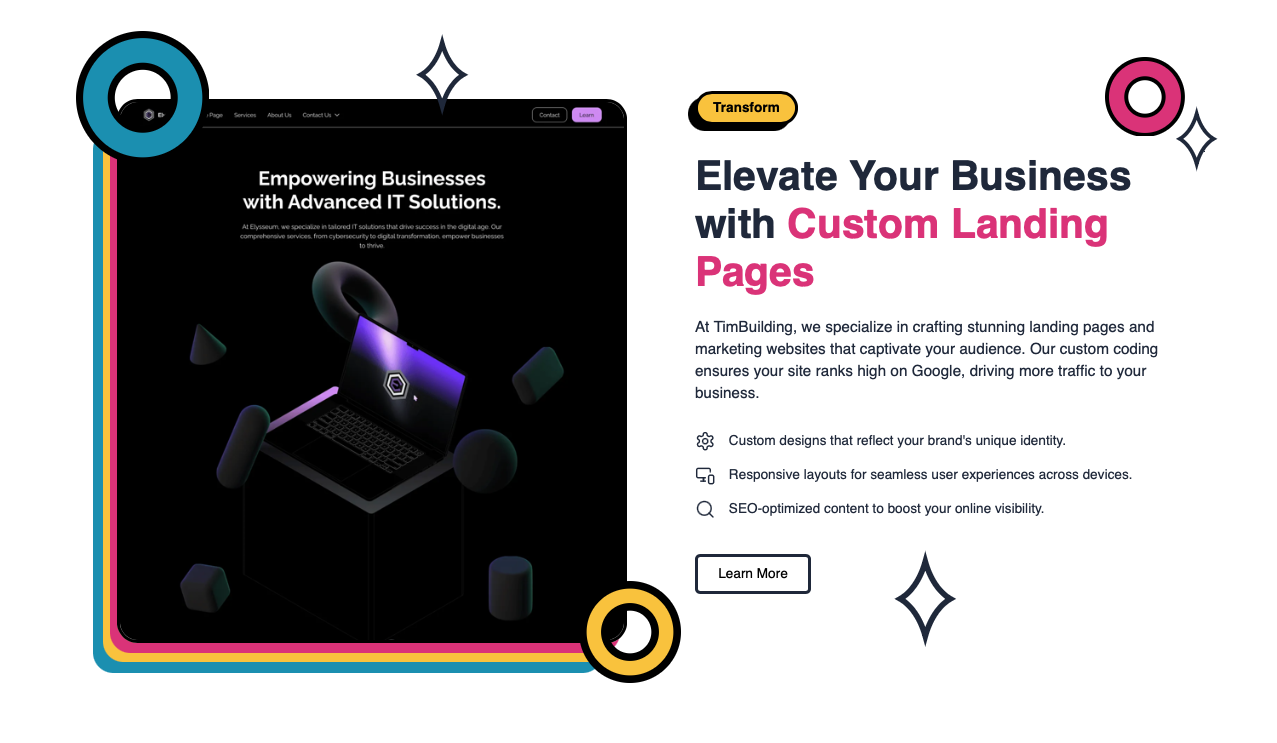 Page Services About Us Contact Us Contact Learn
Empowering Businesses
with Advanced IT Solutions.
At Elysseum, we specialize in tailored IT solutions that drive success in the digital age. Our
comprehensive services, from cybersecurity to digital transformation, empower businesses
to thrive.
Transform
Elevate Your Business
with Custom Landing
Pages
At TimBuilding, we specialize in crafting stunning landing pages and
marketing websites that captivate your audience. Our custom coding
ensures your site ranks high on Google, driving more traffic to your
business.
Custom designs that reflect your brand's unique identity.
Responsive layouts for seamless user experiences across devices.
SEO-optimized content to boost your online visibility.
Learn More